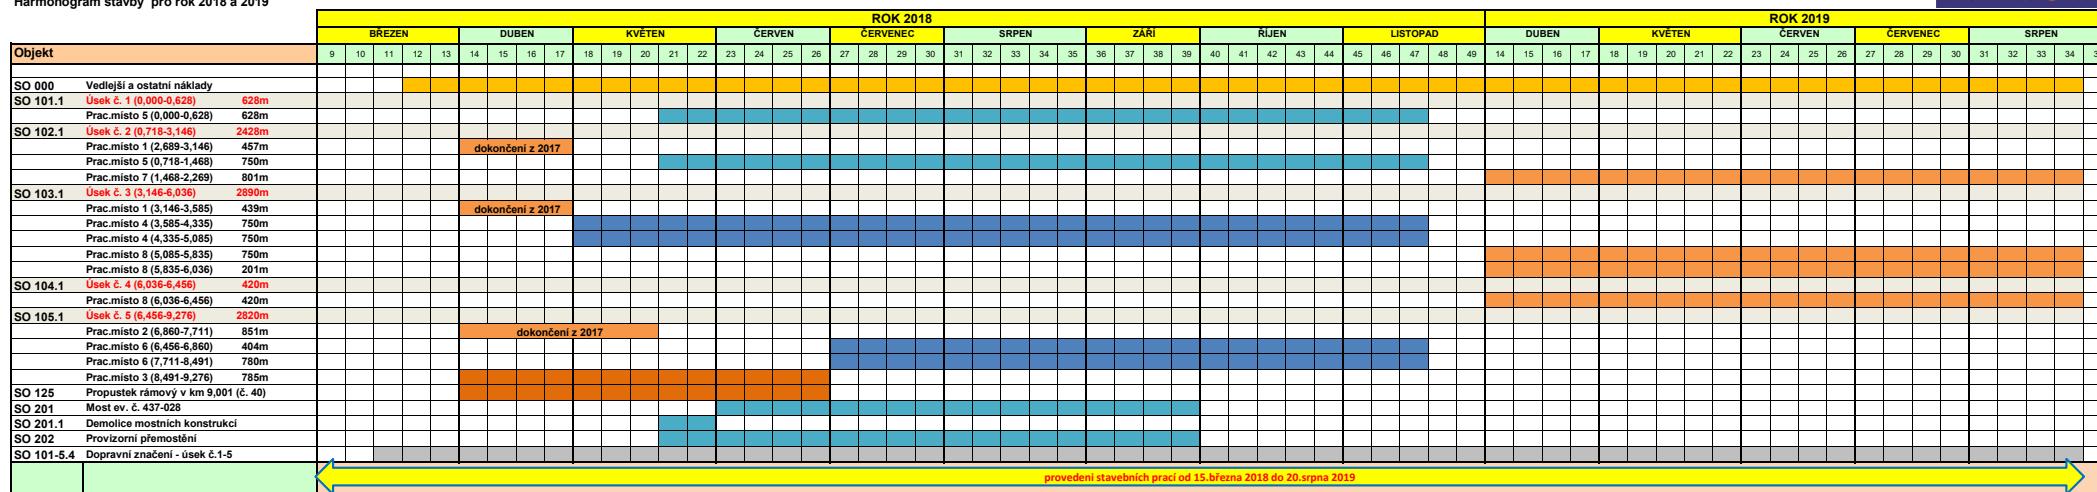 Harmonogram stavby pro rok 2018 a 2019
ROK 2018 ROK 2019
BŘEZEN DUBEN KVĚTEN ČERVEN ČERVENEC SRPEN ZÁŘÍ ŘÍJEN LISTOPAD DUBEN KVĚTEN ČERVEN ČERVENEC SRPEN
Objekt 9 10 11 12 13 14 15 16 17 18 19 20 21 22 23 24 25 26 27 28 29 30 31 32 33 34 35 36 37 38 39 40 41 42 43 44 45 46 47 48 49 14 15 16 17 18 19 20 21 22 23 24 25 26 27 28 29 30 31 32 33 34
SO 000 Vedlejší a ostatní náklady
SO 101.1 Úsek č. 1 (0,000-0,628) 628m
Prac.místo 5 (0,000-0,628) 628m
SO 102.1 Úsek č. 2 (0,718-3,146) 2428m
Prac.místo 1 (2,689-3,146) 457m dokončení z 2017
Prac.místo 5 (0,718-1,468) 750m
Prac.místo 7 (1,468-2,269) 801m
SO 103.1 Úsek č. 3 (3,146-6,036) 2890m
Prac.místo 1 (3,146-3,585) 439m dokončení z 2017
Prac.místo 4 (3,585-4,335) 750m
Prac.místo 4 (4,335-5,085) 750m
Prac.místo 8 (5,085-5,835) 750m
Prac.místo 8 (5,835-6,036) 201m
SO 104.1 Úsek č. 4 (6,036-6,456) 420m
Prac.místo 8 (6,036-6,456) 420m
SO 105.1 Úsek č. 5 (6,456-9,276) 2820m
Prac.místo 2 (6,860-7,711) 851m dokončení z 2017
Prac.místo 6 (6,456-6,860) 404m
Prac.místo 6 (7,711-8,491) 780m
Prac.místo 3 (8,491-9,276) 785m
SO 125 Propustek rámový v km 9,001 (č. 40)
SO 201 Most ev. č. 437-028
SO 201.1 Demolice mostních konstrukcí
SO 202 Provizorní přemostění
SO 101-5.4 Dopravní značení - úsek č.1-5
provedeni stavebních prací od 15.března 2018 do 20.srpna 2019